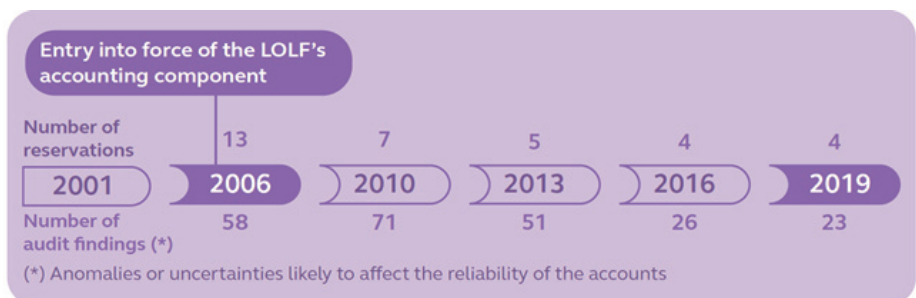 Entry into force of the LOLF's
accounting component
Number of
reservations
13 7 5 4 4
2001 2006 2010 2013 2016 2019
Number of
audit findings (*)
58 71 51 26 23
(*) Anomalies or uncertainties likely to affect the reliability of the accounts